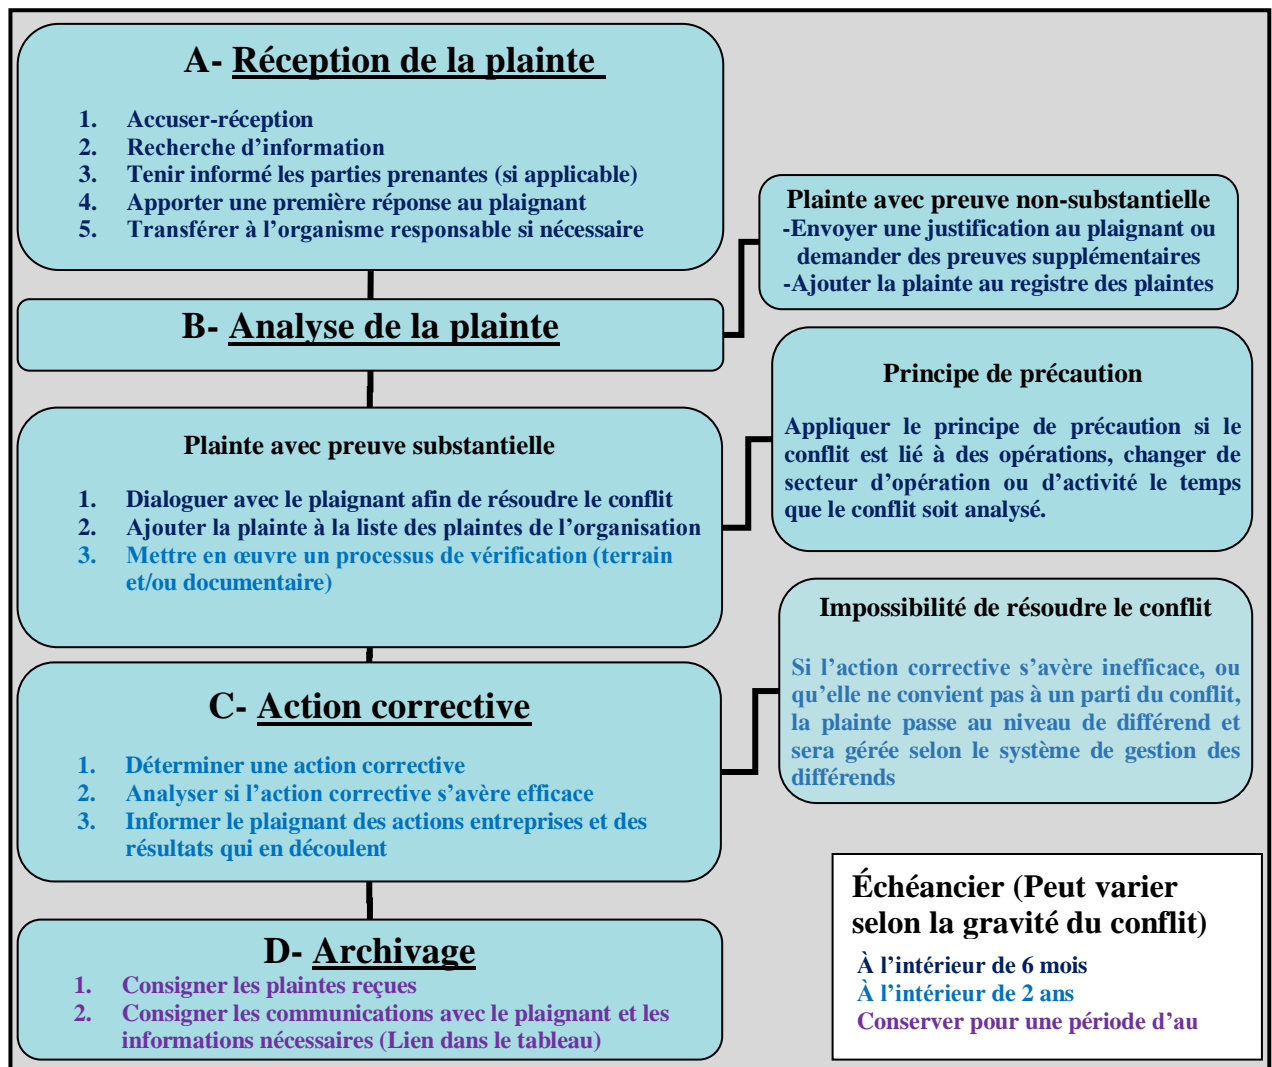 A- Réception de la plainte
1. Accuser-réception
2. Recherche d’information
3. Tenir informé les parties prenantes (si applicable)
4. Apporter une première réponse au plaignant
5. Transférer à l’organisme responsable si nécessaire
Plainte avec preuve non-substantielle
-Envoyer une justification au plaignant ou
demander des preuves supplémentaires
-Ajouter la plainte au registre des plaintes
B- Analyse de la plainte
Principe de précaution
Appliquer le principe de précaution si le
conflit est lié à des opérations, changer de
secteur d’opération ou d’activité le temps
que le conflit soit analysé.
Plainte avec preuve substantielle
1. Dialoguer avec le plaignant afin de résoudre le conflit
2. Ajouter la plainte à la liste des plaintes de l’organisation
3. Mettre en œuvre un processus de vérification (terrain
et/ou documentaire)
Impossibilité de résoudre le conflit
Si l’action corrective s’avère inefficace, ou
qu’elle ne convient pas à un parti du conflit,
la plainte passe au niveau de différend et
sera gérée selon le système de gestion des
différends
C- Action corrective
1. Déterminer une action corrective
2. Analyser si l’action corrective s’avère efficace
3. Informer le plaignant des actions entreprises et des
résultats qui en découlent
D- Archivage
1. Consigner les plaintes reçues
2. Consigner les communications avec le plaignant et les
informations nécessaires (Lien dans le tableau)
Échéancier (Peut varier
selon la gravité du conflit)
À l’intérieur de 6 mois
À l’intérieur de 2 ans
Conserver pour une période d’au